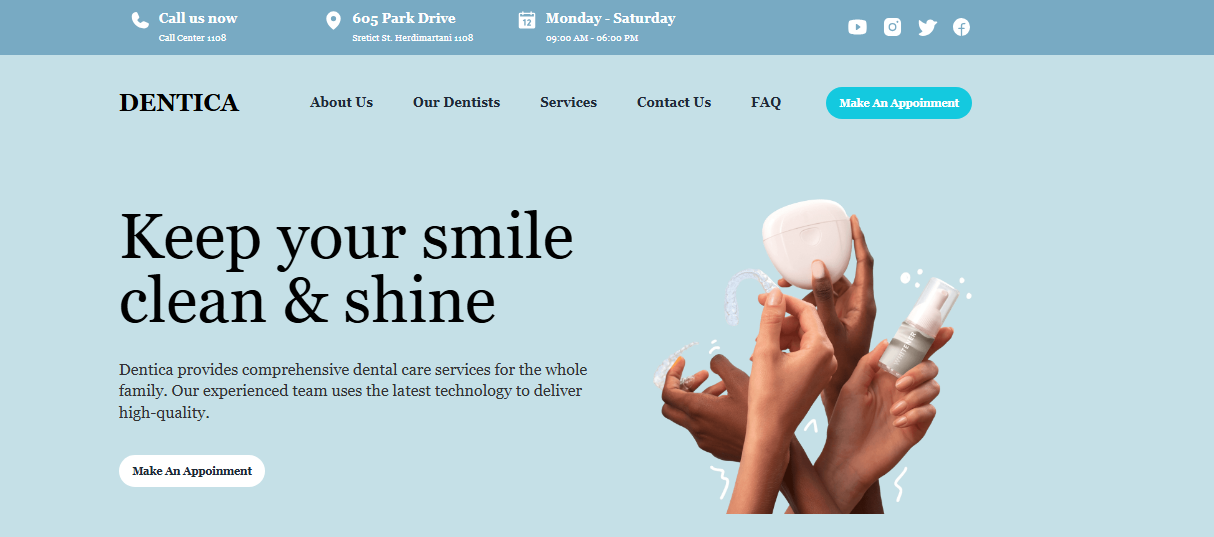 Call us now
Call Center 1108
605 Park Drive
Sretict St. Herdimartani 1108
12
Monday - Saturday
09:00 AM - 06:00 PM
DENTICA
About Us
Our Dentists
Services
Contact Us
FAQ
Make An Appoinment
Keep your smile
clean & shine
Dentica provides comprehensive dental care services for the whole
family. Our experienced team uses the latest technology to deliver
high-quality.
Make An Appoinment